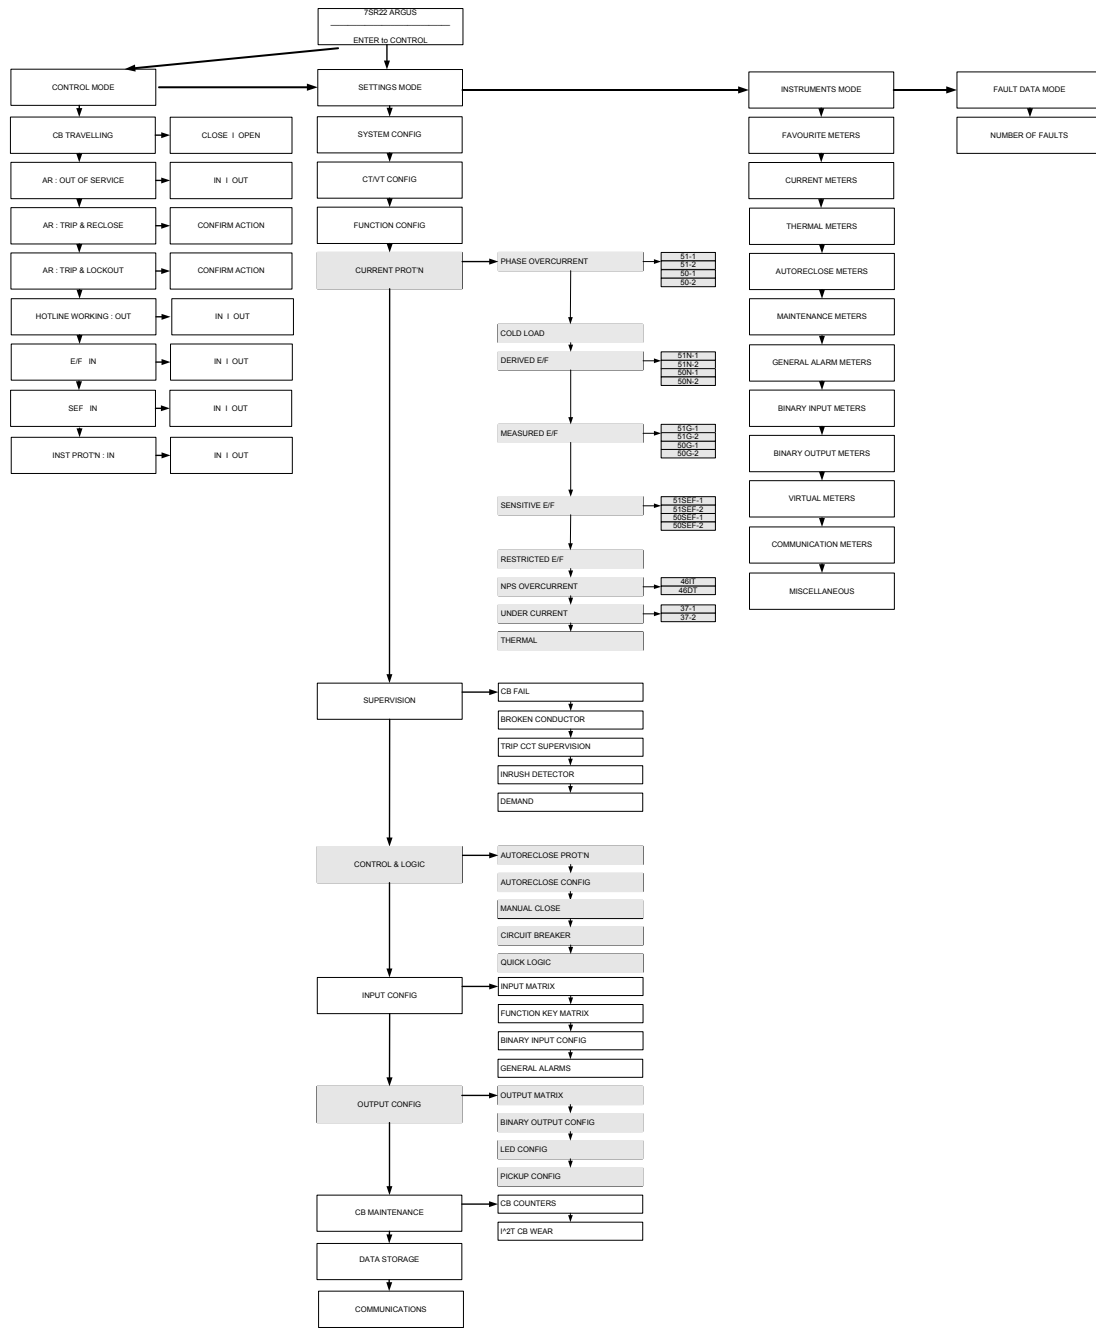 7SR22 ARGUS
ENTER to CONTROL
CONTROL MODE
CB TRAVELLING
CLOSE I OPEN
AR : OUT OF SERVICE
IN I OUT
AR : TRIP & RECLOSE
CONFIRM ACTION
AR : TRIP & LOCKOUT
CONFIRM ACTION
HOTLINE WORKING : OUT
IN I OUT
E/F IN
IN I OUT
SEF IN
IN I OUT
INST PROT'N : IN
IN I OUT
SETTINGS MODE
SYSTEM CONFIG
CT/VT CONFIG
FUNCTION CONFIG
CURRENT PROT'N
PHASE OVERCURRENT
51-1
51-2
50-1
50-2
COLD LOAD
DERIVED E/F
51N-1
51N-2
50N-1
50N-2
MEASURED E/F
51G-1
51G-2
50G-1
50G-2
SENSITIVE E/F
51SEF-1
51SEF-2
50SEF-1
50SEF-2
RESTRICTED E/F
NPS OVERCURRENT
46IT
46DT
UNDER CURRENT
37-1
37-2
THERMAL
SUPERVISION
CB FAIL
BROKEN CONDUCTOR
TRIP CCT SUPERVISION
INRUSH DETECTOR
DEMAND
CONTROL & LOGIC
AUTORECLOSE PROT'N
AUTORECLOSE CONFIG
MANUAL CLOSE
CIRCUIT BREAKER
QUICK LOGIC
INPUT CONFIG
INPUT MATRIX
FUNCTION KEY MATRIX
BINARY INPUT CONFIG
GENERAL ALARMS
OUTPUT CONFIG
OUTPUT MATRIX
BINARY OUTPUT CONFIG
LED CONFIG
PICKUP CONFIG
CB MAINTENANCE
CB COUNTERS
I^2T CB WEAR
DATA STORAGE
COMMUNICATIONS
INSTRUMENTS MODE
FAVOURITE METERS
CURRENT METERS
THERMAL METERS
AUTORECLOSE METERS
MAINTENANCE METERS
GENERAL ALARM METERS
BINARY INPUT METERS
BINARY OUTPUT METERS
VIRTUAL METERS
COMMUNICATION METERS
MISCELLANEOUS
FAULT DATA MODE
NUMBER OF FAULTS